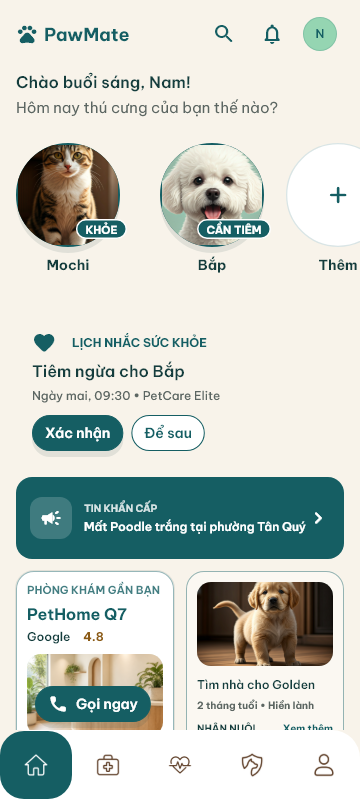 PawMate
N
Chào buổi sáng, Nam!
Hôm nay thú cưng của bạn thế nào?
KHỎE
CẦN TIÊM
Mochi
Bắp
Thêm
LỊCH NHẮC SỨC KHỎE
Tiêm ngừa cho Bắp
Ngày mai, 09:30 • PetCare Elite
Xác nhận
Để sau
TIN KHẨN CẤP
Mất Poodle trắng tại phường Tân Quý
PHÒNG KHÁM GẦN BẠN
PetHome Q7
Google 4.8
Gọi ngay
Tìm nhà cho Golden
2 tháng tuổi • Hiền lành
NHẬN NUÔI
Xem thêm